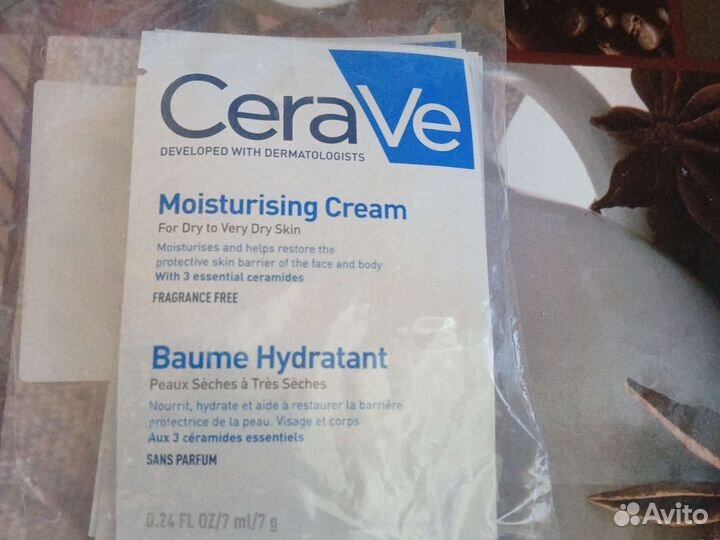 CeraVe
DEVELOPED WITH DERMATOLOGISTS
Moisturising Cream
For Dry to Very Dry Skin
Moisturises and helps restore the
protective skin barrier of the face and body
With 3 essential ceramides
FRAGRANCE FREE
Baume Hydratant
Peaux Sèches à Très Sèches
Nourrit, hydrate et aide à restaurer la barrière
protectrice de la peau. Visage et corps
Aux 3 céramides essentiels
SANS PARFUM
0.24 FL OZ/7 ml/7 g
Avito